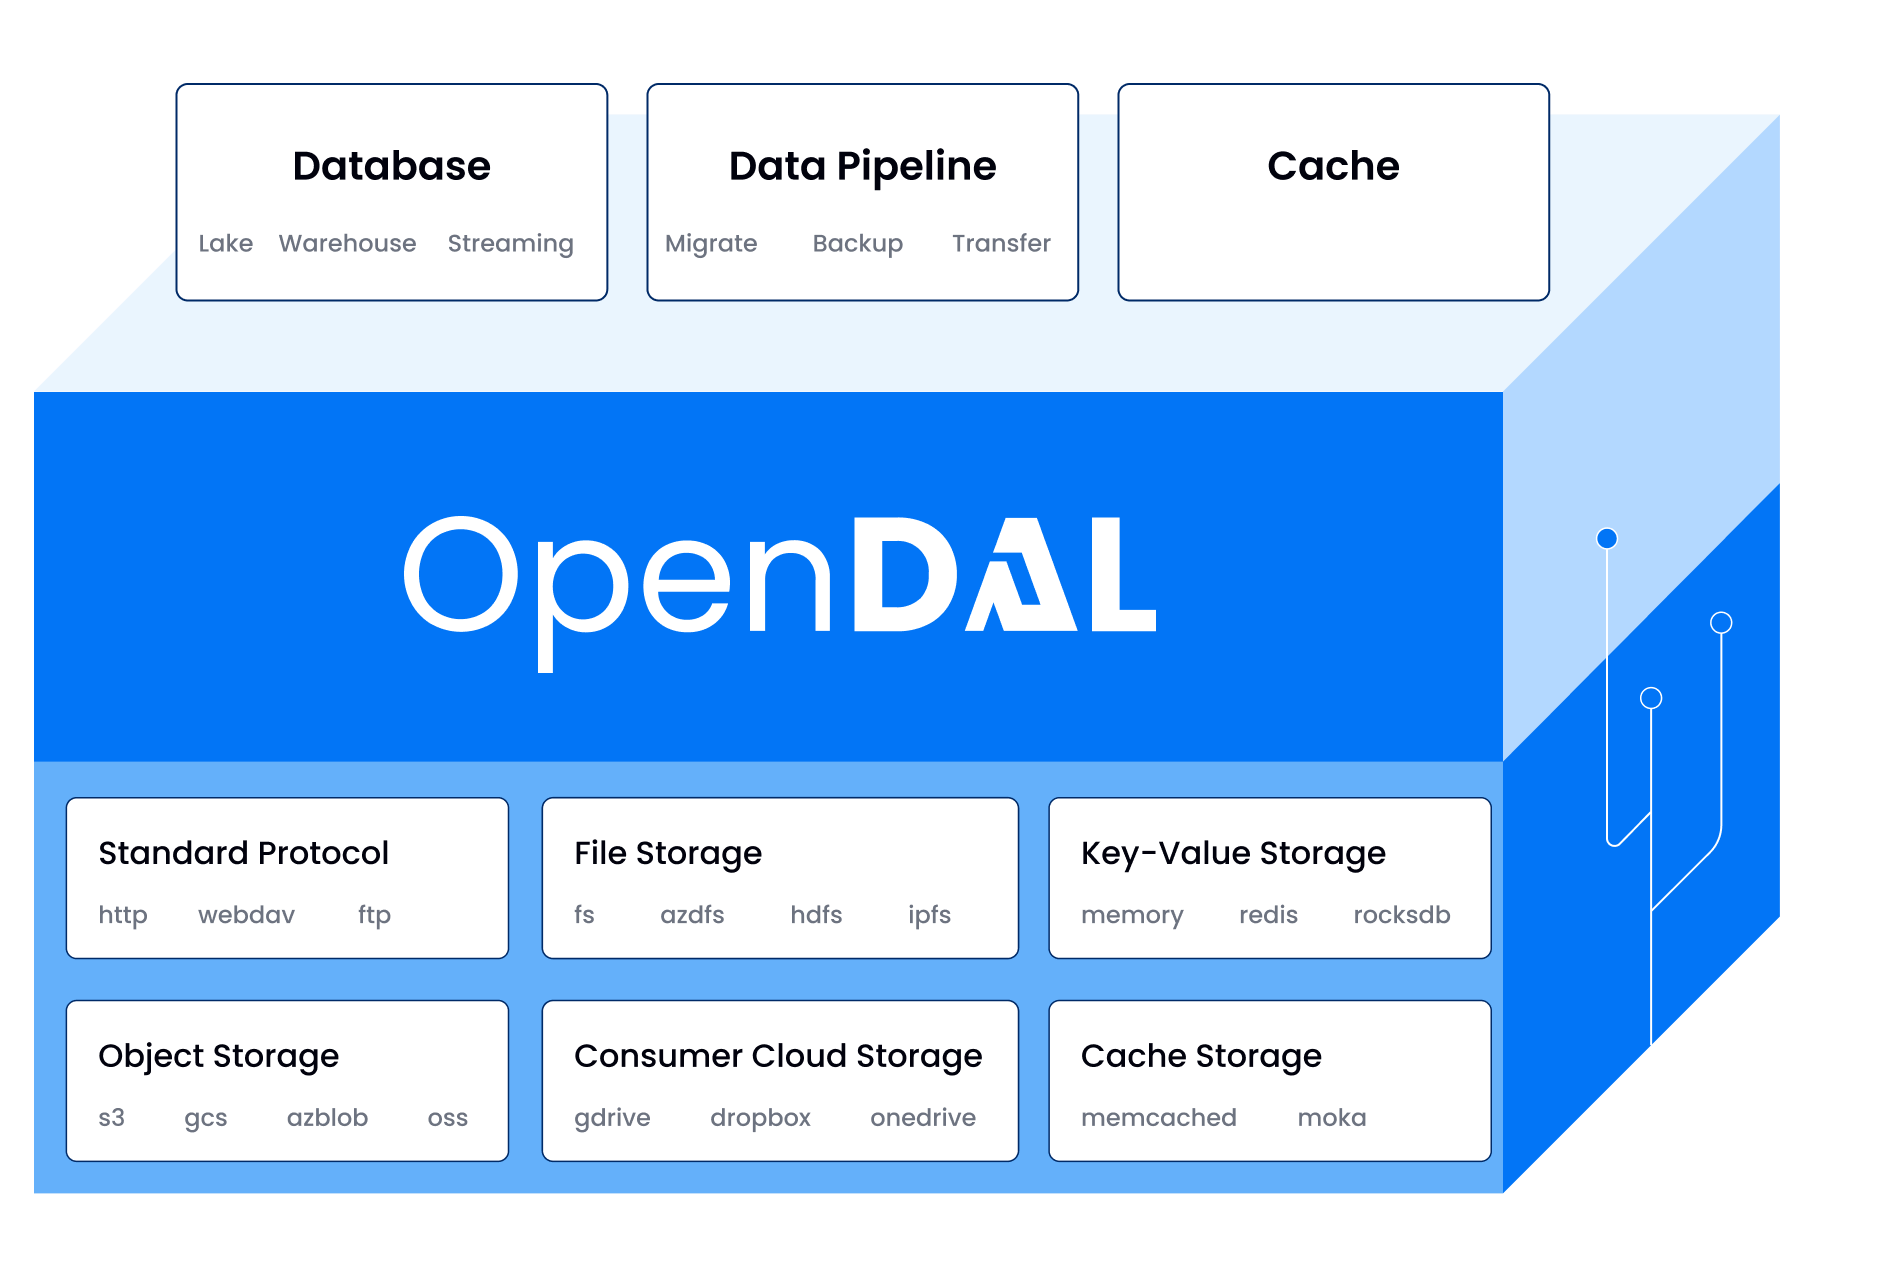 Database
Lake Warehouse Streaming
Data Pipeline
Migrate Backup Transfer
Cache
OpenDAL
Standard Protocol
http webdav ftp
File Storage
fs azdfs hdfs ipfs
Key-Value Storage
memory redis rocksdb
Object Storage
s3 gcs azblob oss
Consumer Cloud Storage
gdrive dropbox onedrive
Cache Storage
memcached moka